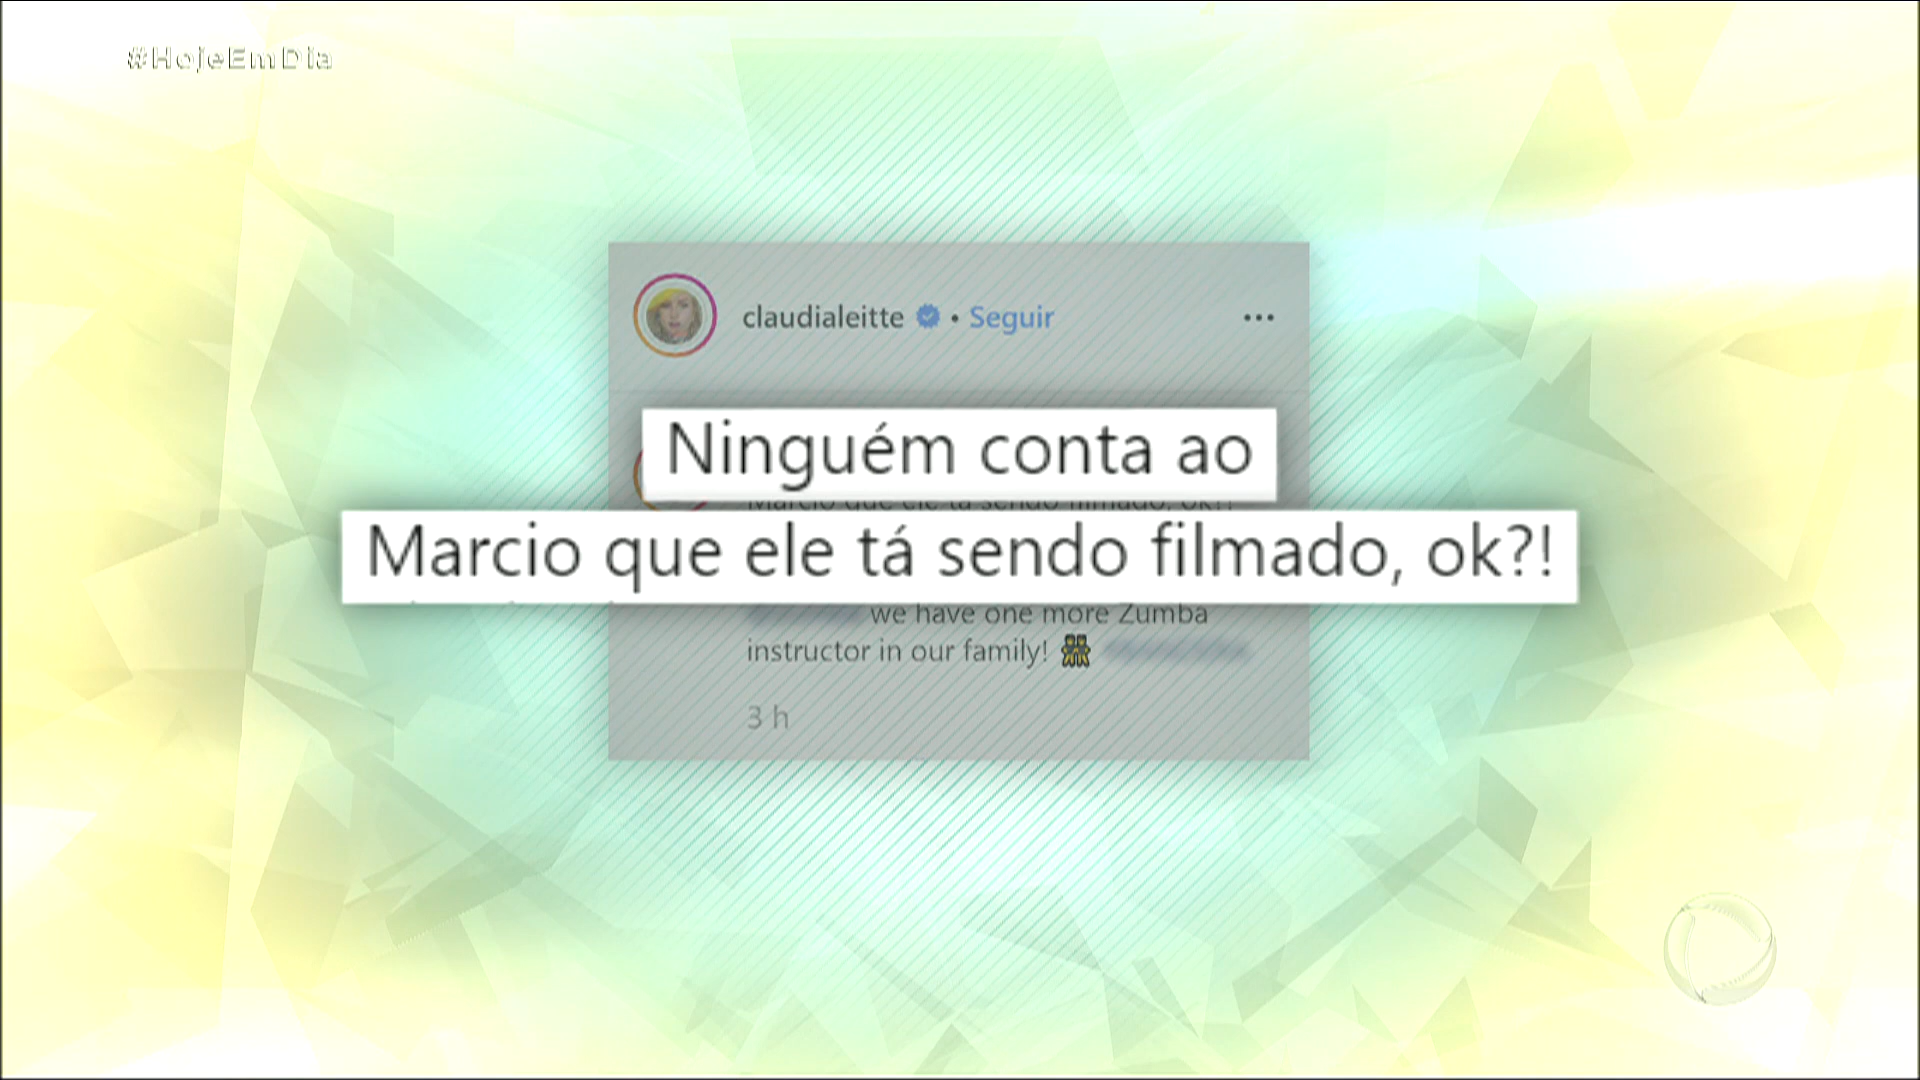 #HojeEmDia
claudialeitte • Seguir
Ninguém conta ao
Marcio que ele tá sendo filmado, ok?!
we have one more Zumba
instructor in our family!
3 h